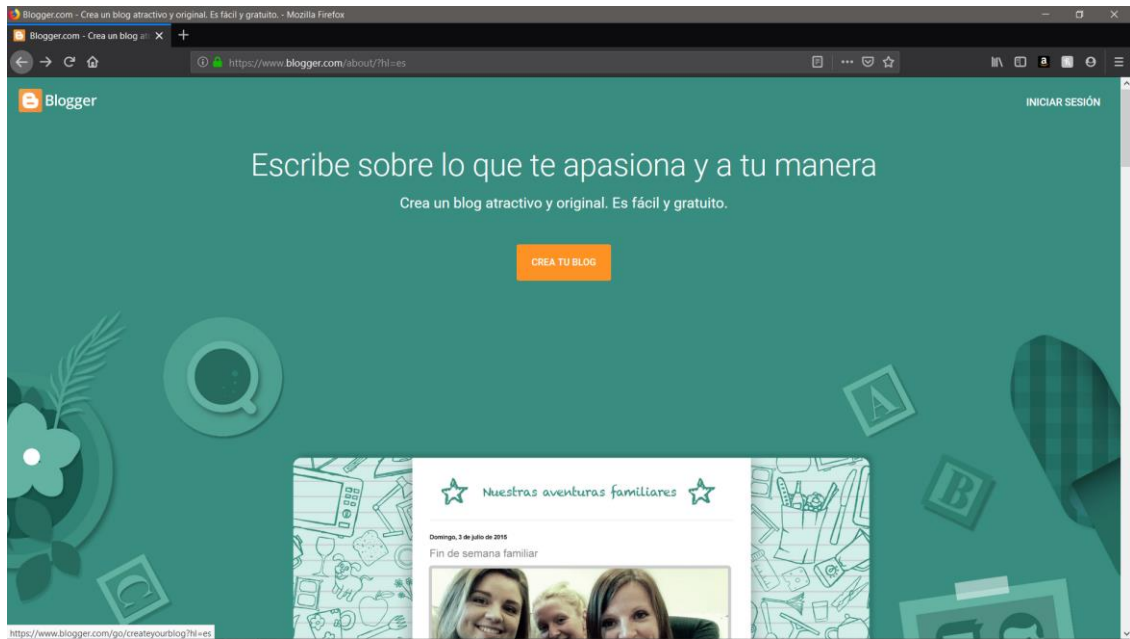 Blogger.com - Crea un blog atractivo y original. Es fácil y gratuito. - Mozilla Firefox
Blogger.com - Crea un blog atr
https://www.blogger.com/about/?hl=es
Blogger
INICIAR SESIÓN
Escribe sobre lo que te apasiona y a tu manera
Crea un blog atractivo y original. Es fácil y gratuito.
CREA TU BLOG
A
B
Nuestras aventuras familiares
Domingo, 3 de julio de 2015
Fin de semana familiar
https://www.blogger.com/go/createyourblog?hl=es